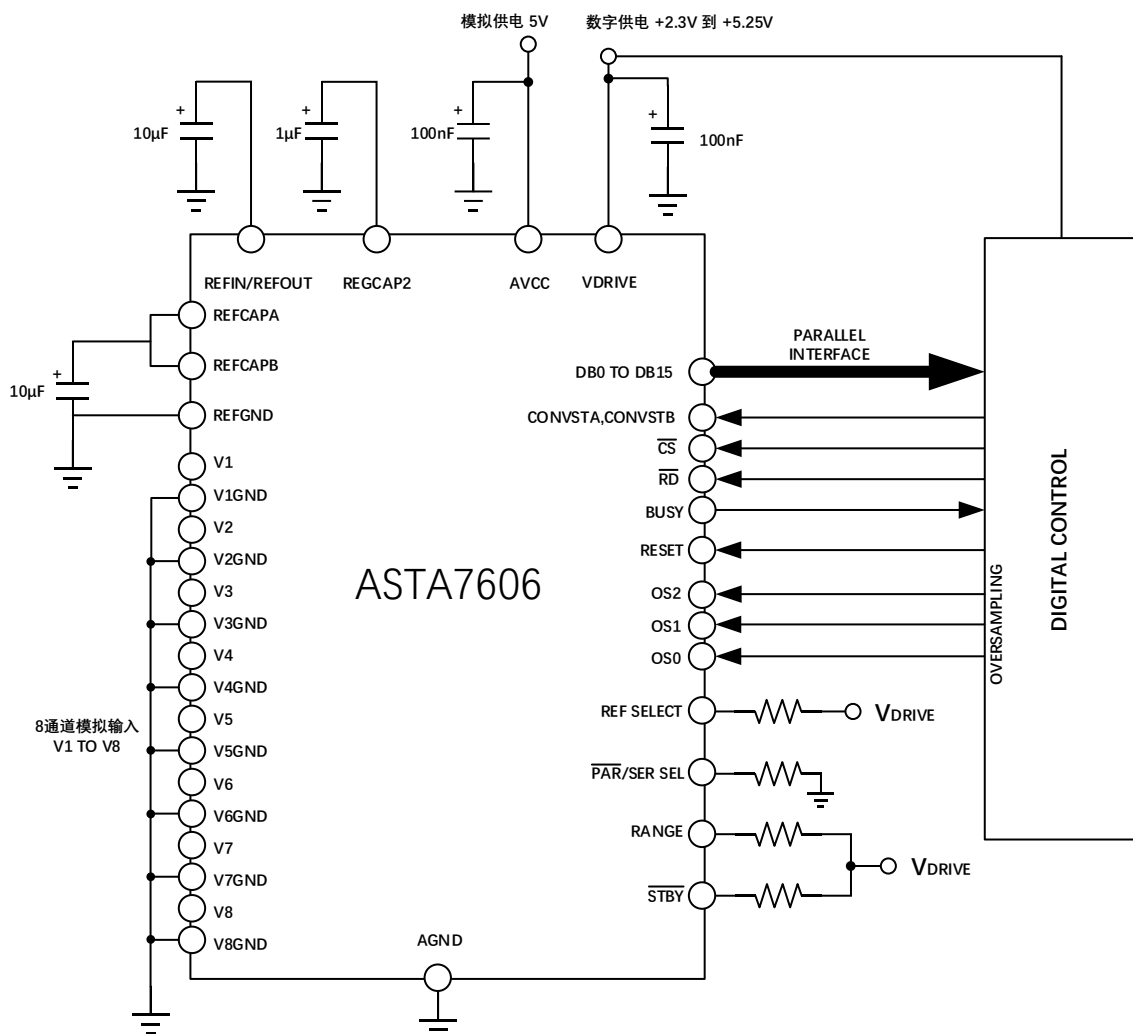 模拟供电 5V
数字供电 +2.3V 到 +5.25V
+
10μF
+
1μF
+
100nF
+
100nF
REFIN/REFOUT
REGCAP2
AVCC
VDRIVE
REFCAPA
REFCAPB
REFGND
+
10μF
V1
V1GND
V2
V2GND
V3
V3GND
V4
V4GND
V5
V5GND
V6
V6GND
V7
V7GND
V8
V8GND
8通道模拟输入
V1 TO V8
ASTA7606
AGND
PARALLEL
INTERFACE
DB0 TO DB15
CONVSTA,CONVSTB
C̅S̅
R̅D̅
BUSY
RESET
OS2
OS1
OS0
OVERSAMPLING
DIGITAL CONTROL
REF SELECT
VDRIVE
P̅A̅R̅/SER SEL
RANGE
S̅T̅B̅Y̅
VDRIVE